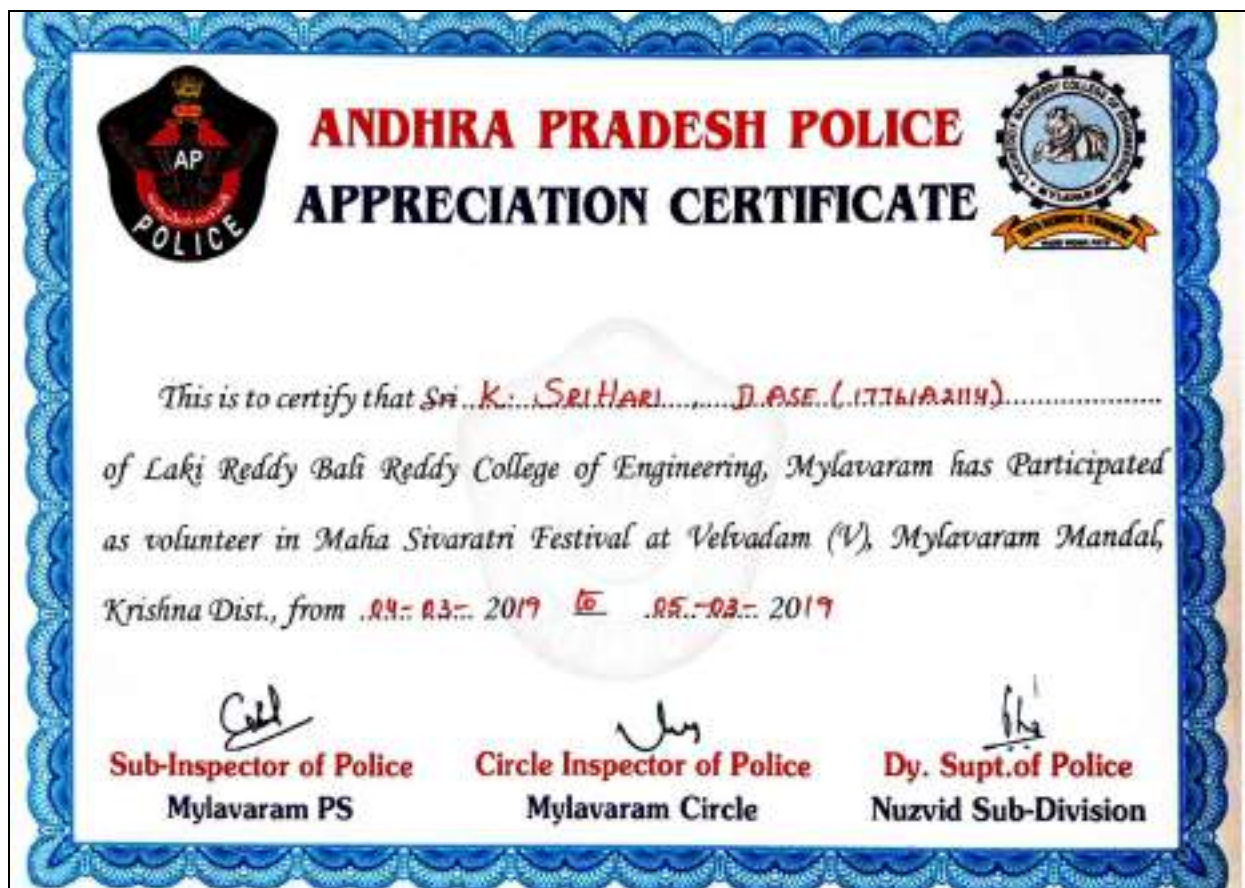 AP
POLICE
ANDHRA PRADESH POLICE
APPRECIATION CERTIFICATE
This is to certify that Sri K. SRIHARI, D ASE (17761A2114)
of Laki Reddy Bali Reddy College of Engineering, Mylavaram has Participated
as volunteer in Maha Sivaratri Festival at Velvadam (V), Mylavaram Mandal,
Krishna Dist., from 04-03-2019 to 05-03-2019
Sub-Inspector of Police
Mylavaram PS
Circle Inspector of Police
Mylavaram Circle
Dy. Supt.of Police
Nuzvid Sub-Division